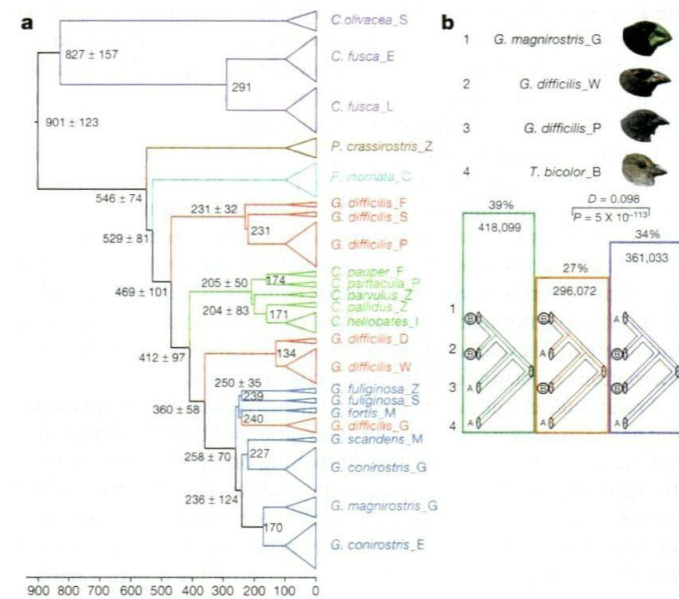 a
C.olivacea_S
827 ± 157
C. fusca_E
291
C. fusca_L
901 ± 123
P. crassirostris_Z
546 ± 74
P. inornata_C
529 ± 81
G. difficilis_F
231 ± 32
G. difficilis_S
231
G. difficilis_P
469 ± 101
C. pauper_F
205 ± 50
174
C. psittacula_P
C. parvulus_Z
204 ± 83
C. pallidus_Z
171
C. heliobates_I
412 ± 97
G. difficilis_D
134
G. difficilis_W
360 ± 58
250 ± 35
G. fuliginosa_Z
239
G. fuliginosa_S
G. fortis_M
240
G. difficilis_G
G. scandens_M
258 ± 70
227
G. conirostris_G
236 ± 124
G. magnirostris_G
170
G. conirostris_E
900 800 700 600 500 400 300 200 100 0
b
1 G. magnirostris_G
2 G. difficilis_W
3 G. difficilis_P
4 T. bicolor_B
D = 0.098
P = 5 X 10⁻¹¹³
39%
418,099
27%
296,072
34%
361,033
1 B A A
2 B A B
3 A B B
4 A A A